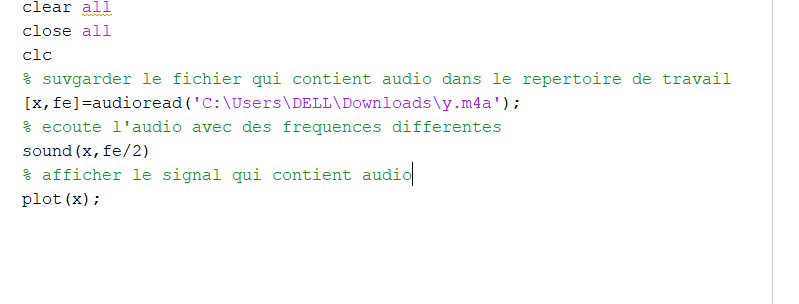 clear all
close all
clc
% suvgarder le fichier qui contient audio dans le repertoire de travail
[x,fe]=audioread('C:\Users\DELL\Downloads\y.m4a');
% ecoute l'audio avec des frequences differentes
sound(x,fe/2)
% afficher le signal qui contient audio
plot(x);